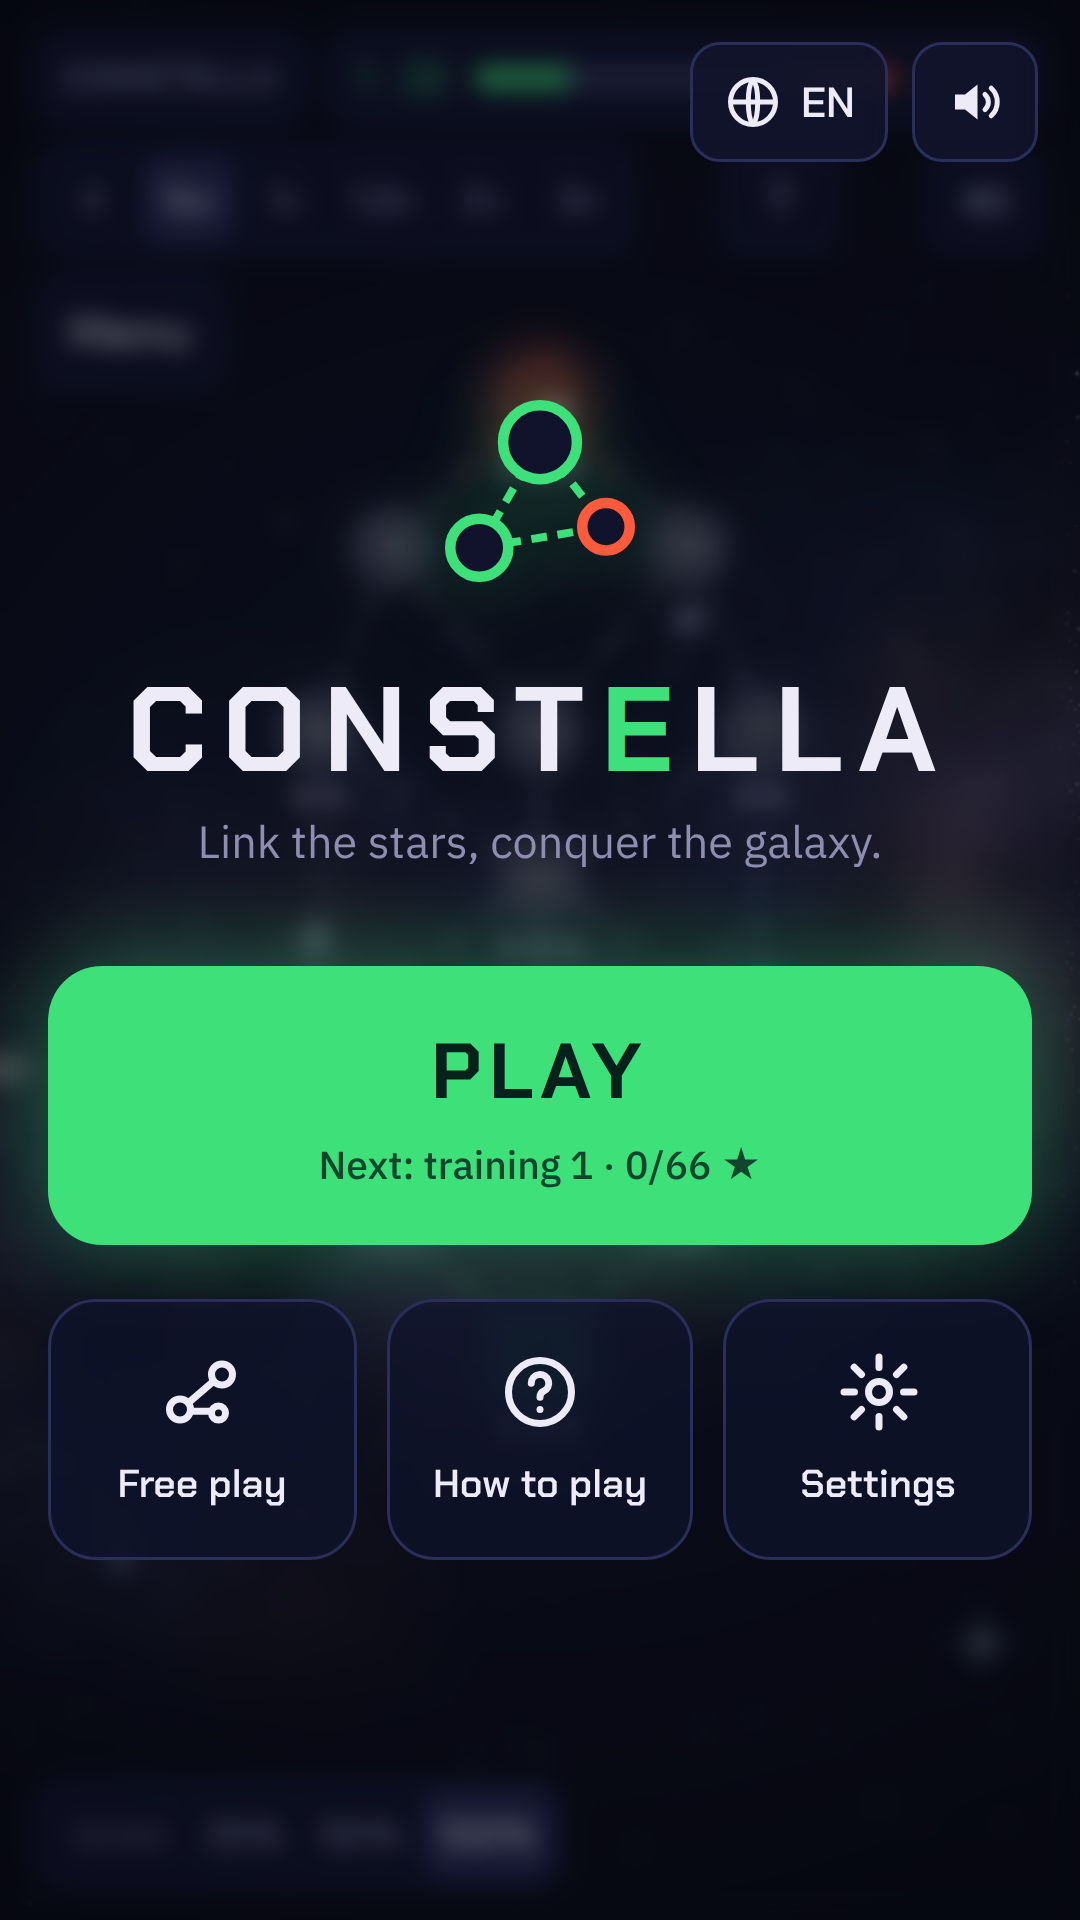 EN
CONSTELLA
Link the stars, conquer the galaxy.
PLAY
Next: training 1 · 0/66 ★
Free play
How to play
Settings
Menu